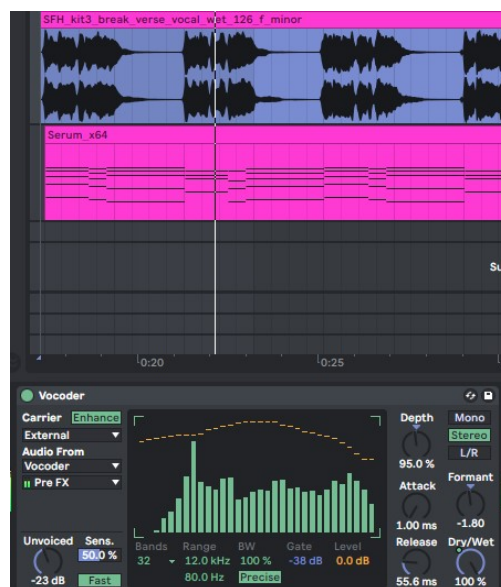 SFH_kit3_break_verse_vocal_wet_126_f_minor
Serum_x64
0:20 0:25
Vocoder
Carrier Enhance
External
Audio From
Vocoder
Pre FX
Unvoiced Sens.
50.0 %
-23 dB Fast
Bands Range BW Gate Level
32 12.0 kHz 100 % -38 dB 0.0 dB
80.0 Hz Precise
Depth Mono
Stereo
95.0 % L/R
Attack Formant
1.00 ms -1.80
Release Dry/Wet
55.6 ms 100 %